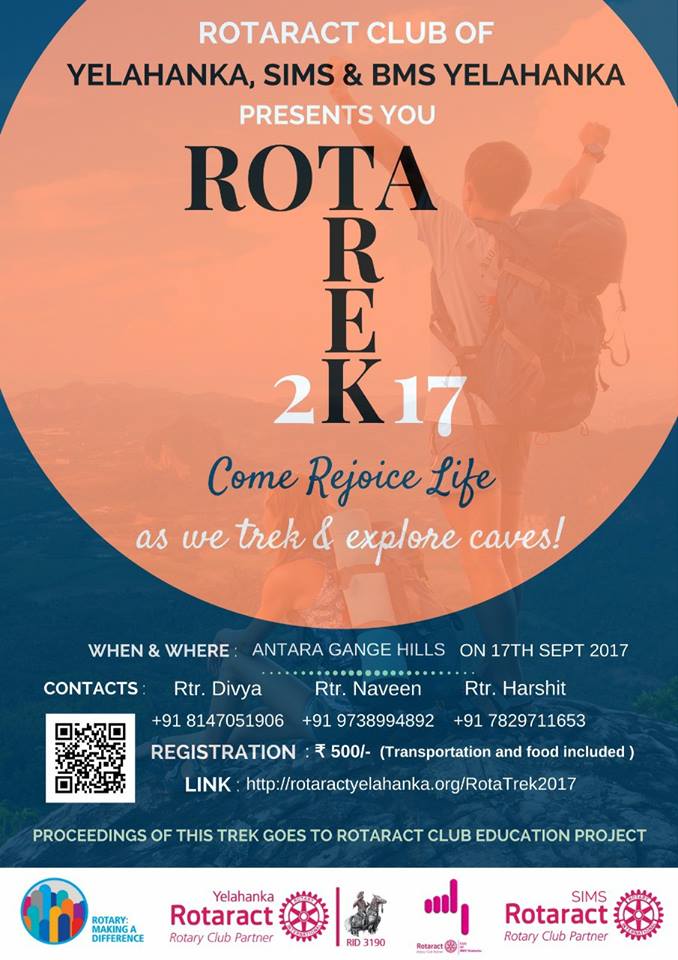 ROTARACT CLUB OF
YELAHANKA, SIMS & BMS YELAHANKA
PRESENTS YOU
ROTA
TREK
2K17
Come Rejoice Life
as we trek & explore caves!
WHEN & WHERE : ANTARA GANGE HILLS ON 17TH SEPT 2017
CONTACTS : Rtr. Divya Rtr. Naveen Rtr. Harshit
+91 8147051906 +91 9738994892 +91 7829711653
REGISTRATION : ₹ 500/- (Transportation and food included )
LINK : http://rotaractyelahanka.org/RotaTrek2017
PROCEEDINGS OF THIS TREK GOES TO ROTARACT CLUB EDUCATION PROJECT
ROTARY:
MAKING A
DIFFERENCE
Yelahanka
Rotaract
Rotary Club Partner
RID 3190
Rotaract
SIMS
Rotaract
Rotary Club Partner